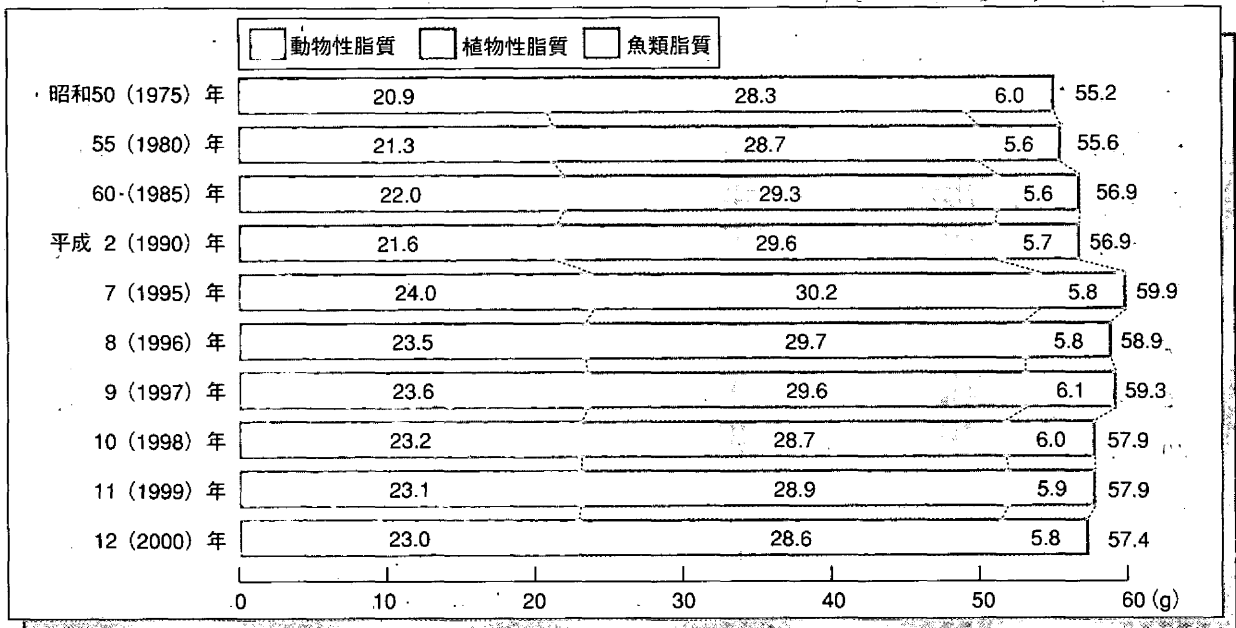 動物性脂質 植物性脂質 魚類脂質
昭和50 (1975) 年 20.9 28.3 6.0 55.2
55 (1980) 年 21.3 28.7 5.6 55.6
60 (1985) 年 22.0 29.3 5.6 56.9
平成 2 (1990) 年 21.6 29.6 5.7 56.9
7 (1995) 年 24.0 30.2 5.8 59.9
8 (1996) 年 23.5 29.7 5.8 58.9
9 (1997) 年 23.6 29.6 6.1 59.3
10 (1998) 年 23.2 28.7 6.0 57.9
11 (1999) 年 23.1 28.9 5.9 57.9
12 (2000) 年 23.0 28.6 5.8 57.4
0 10 20 30 40 50 60 (g)